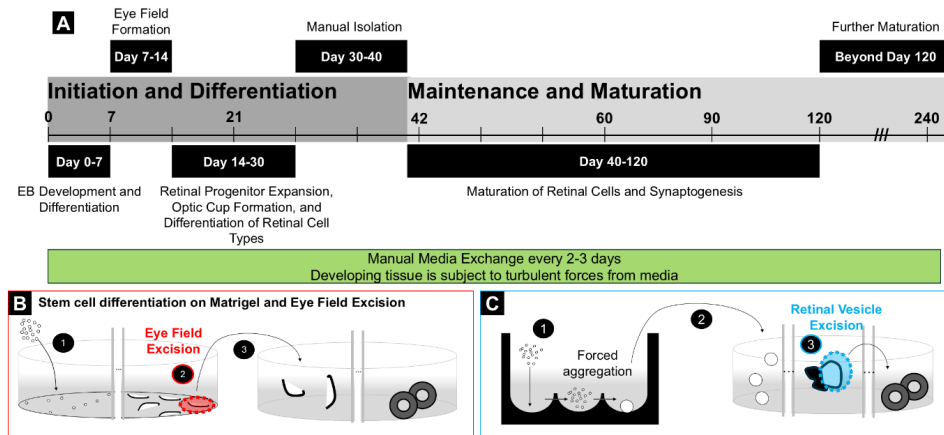 A
Eye Field
Formation
Manual Isolation
Further Maturation
Day 7-14
Day 30-40
Beyond Day 120
Initiation and Differentiation
Maintenance and Maturation
0 7 21 42 60 90 120 240
Day 0-7
Day 14-30
Day 40-120
EB Development and
Differentiation
Retinal Progenitor Expansion,
Optic Cup Formation, and
Differentiation of Retinal Cell
Types
Maturation of Retinal Cells and Synaptogenesis
Manual Media Exchange every 2-3 days
Developing tissue is subject to turbulent forces from media
B
Stem cell differentiation on Matrigel and Eye Field Excision
1
Eye Field
Excision
2
3
...
C
1
Forced
aggregation
2
Retinal Vesicle
Excision
3
...
...